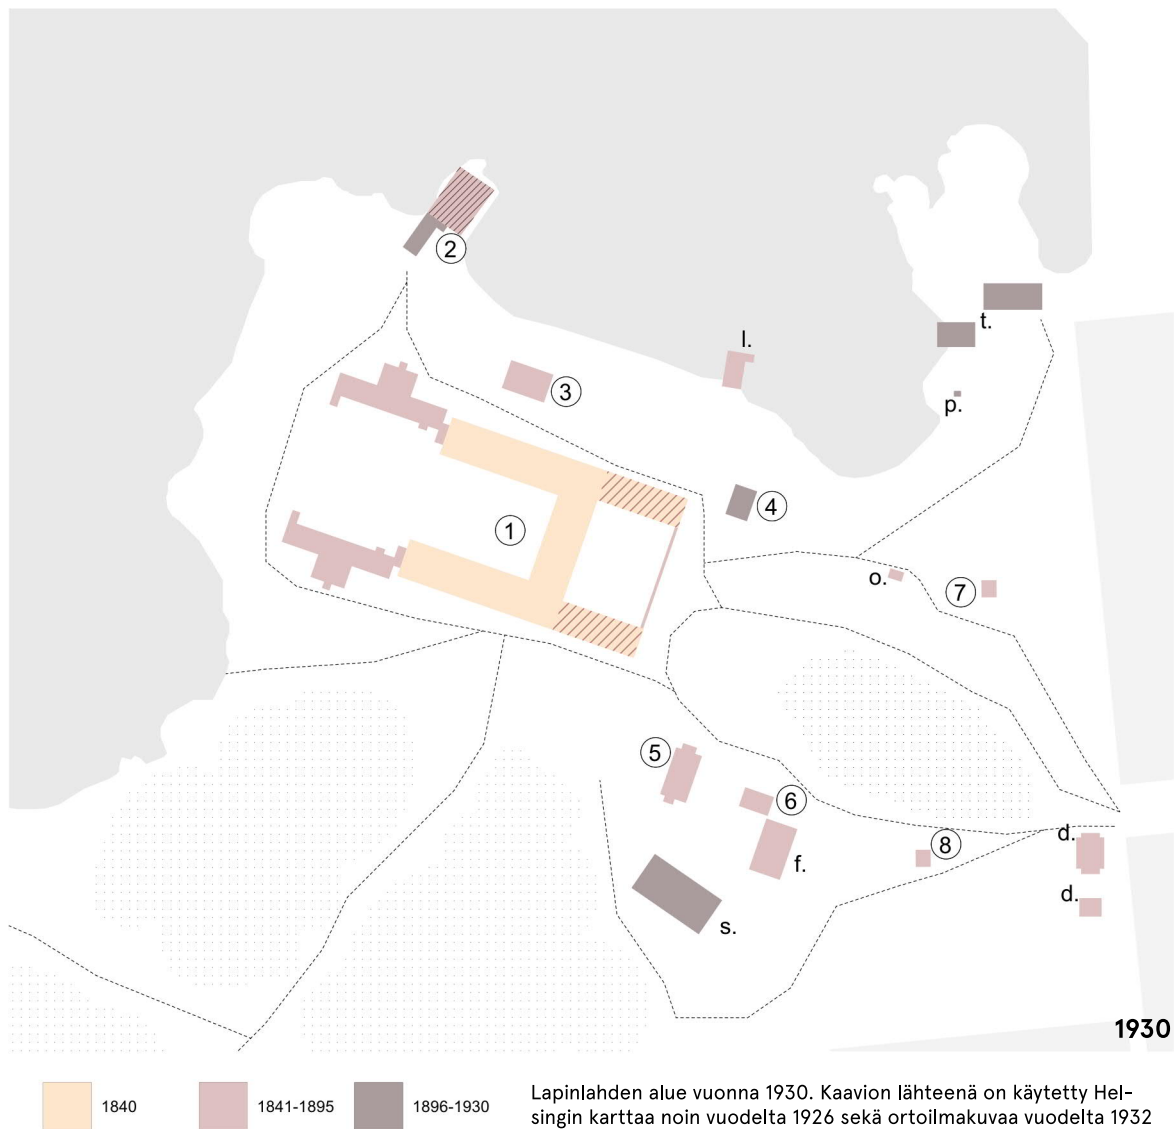 2
l.
t.
3
p.
4
1
o.
7
5
6
8
d.
f.
d.
s.
1930
1840
1841-1895
1896-1930
Lapinlahden alue vuonna 1930. Kaavion lähteenä on käytetty Hel-
singin karttaa noin vuodelta 1926 sekä ortoilmakuvaa vuodelta 1932